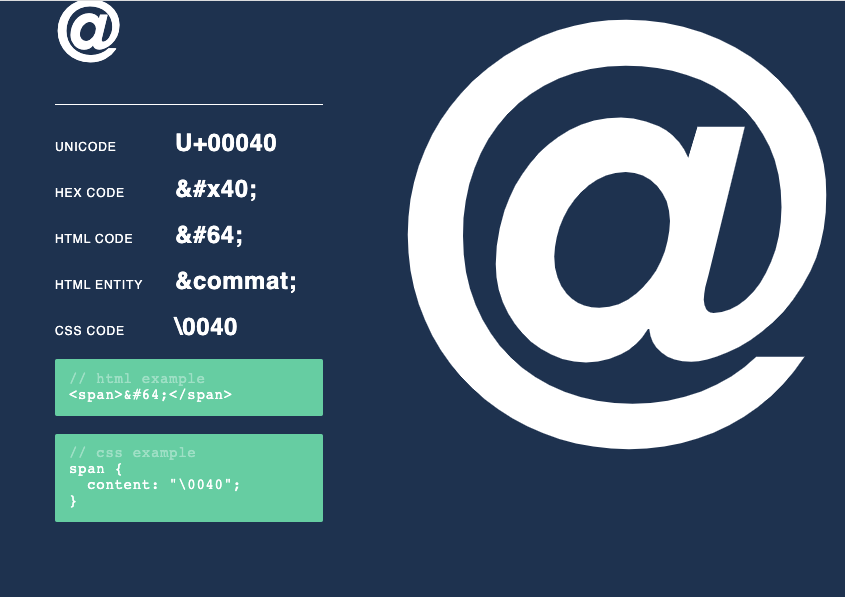 @
@
UNICODE U+00040
HEX CODE &#x40;
HTML CODE &#64;
HTML ENTITY &commat;
CSS CODE \0040
// html example
<span>&#64;</span>
// css example
span {
  content: "\0040";
}